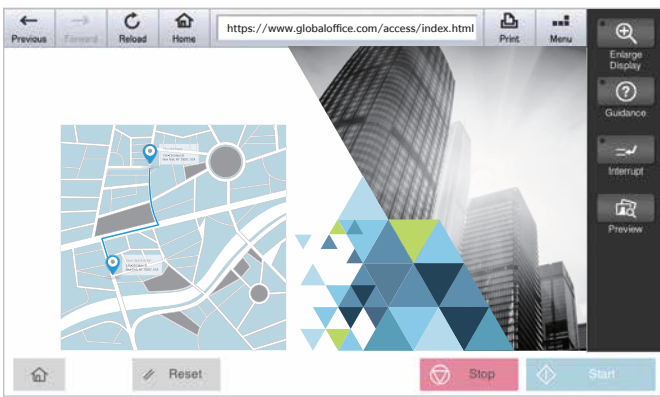 Previous
Forward
Reload
Home
https://www.globaloffice.com/access/index.html
Print
Menu
Enlarge
Display
Guidance
Interrupt
Preview
Reset
Stop
Start